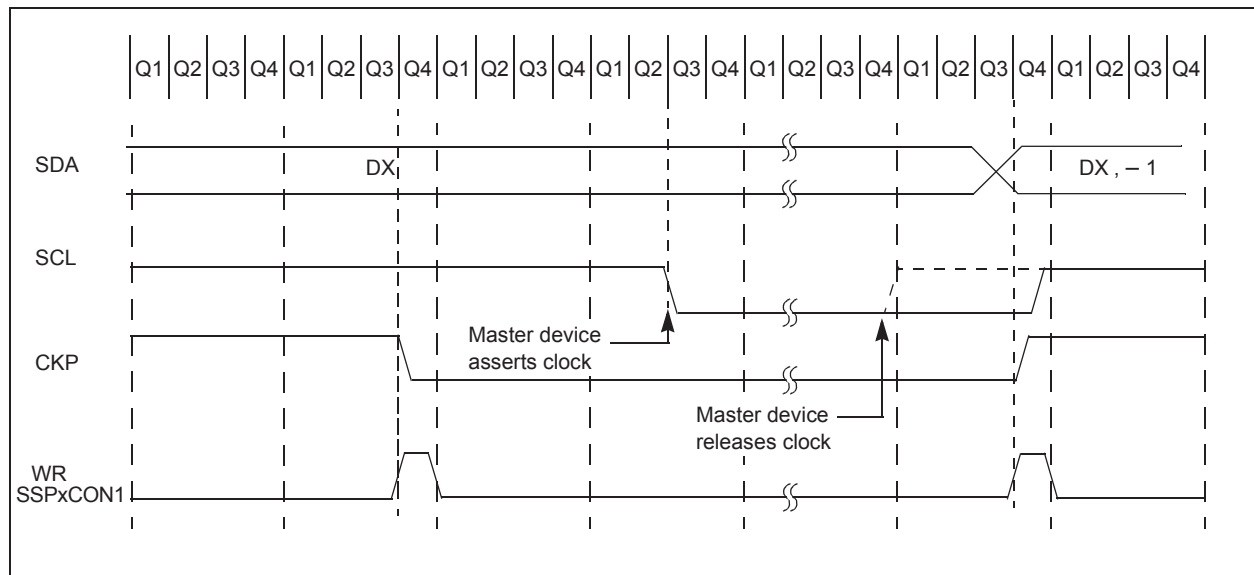 Q1 Q2 Q3 Q4 Q1 Q2 Q3 Q4 Q1 Q2 Q3 Q4 Q1 Q2 Q3 Q4 Q1 Q2 Q3 Q4 Q1 Q2 Q3 Q4 Q1 Q2 Q3 Q4
SDA
DX
DX , – 1
SCL
Master device
asserts clock
CKP
Master device
releases clock
WR
SSPxCON1